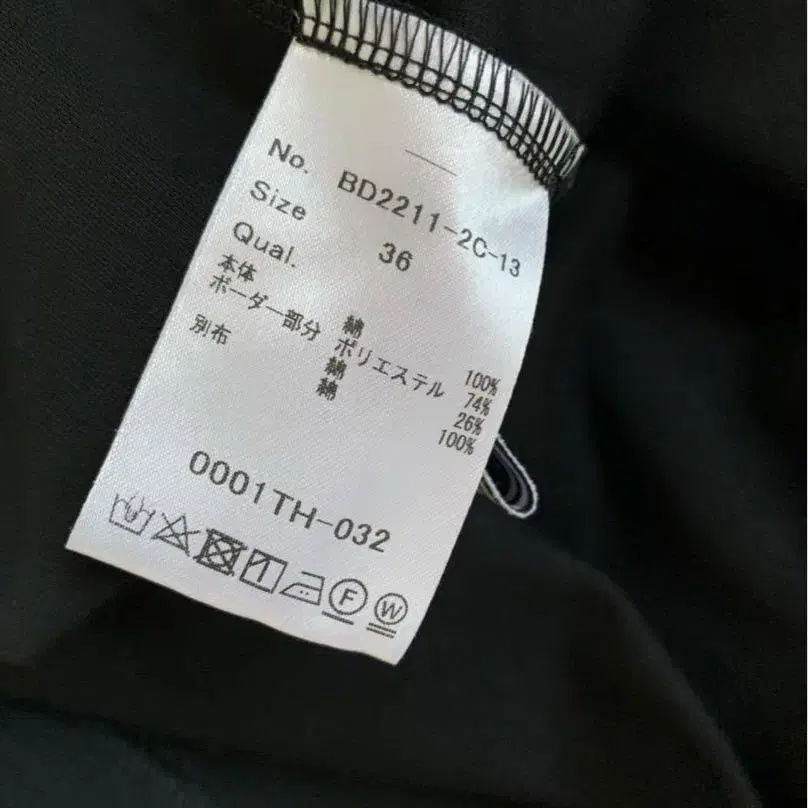 No. BD2211-2C-13
Size 36
Qual.
本体 綿 100%
ボーダー部分 ポリエステル 74%
綿 26%
別布 綿 100%
0001TH-032
F W